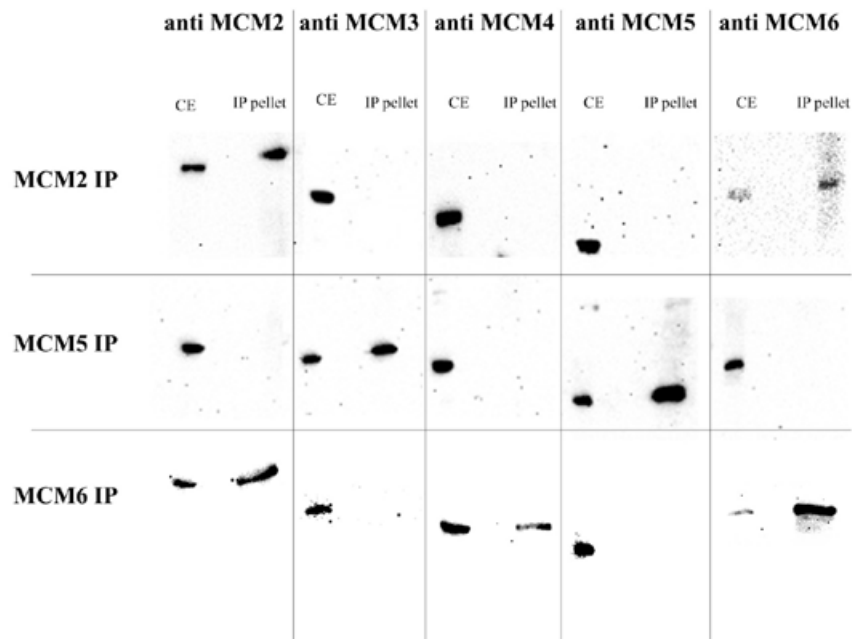 anti MCM2 anti MCM3 anti MCM4 anti MCM5 anti MCM6
CE IP pellet CE IP pellet CE IP pellet CE IP pellet CE IP pellet
MCM2 IP
MCM5 IP
MCM6 IP